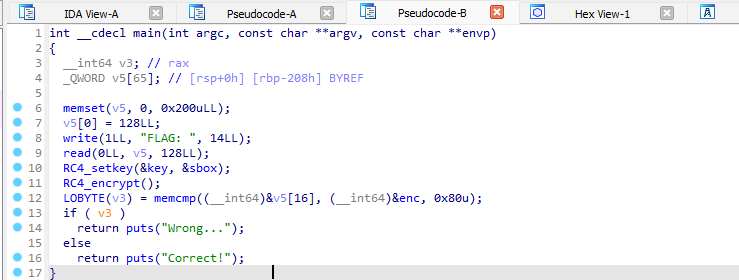 IDA View-A Pseudocode-A Pseudocode-B Hex View-1
1 int __cdecl main(int argc, const char **argv, const char **envp)
2 {
3 __int64 v3; // rax
4 _QWORD v5[65]; // [rsp+0h] [rbp-208h] BYREF
5
6 memset(v5, 0, 0x200uLL);
7 v5[0] = 128LL;
8 write(1LL, "FLAG: ", 14LL);
9 read(0LL, v5, 128LL);
10 RC4_setkey(&key, &sbox);
11 RC4_encrypt();
12 LOBYTE(v3) = memcmp((__int64)&v5[16], (__int64)&enc, 0x80u);
13 if ( v3 )
14 return puts("Wrong...");
15 else
16 return puts("Correct!");
17 }